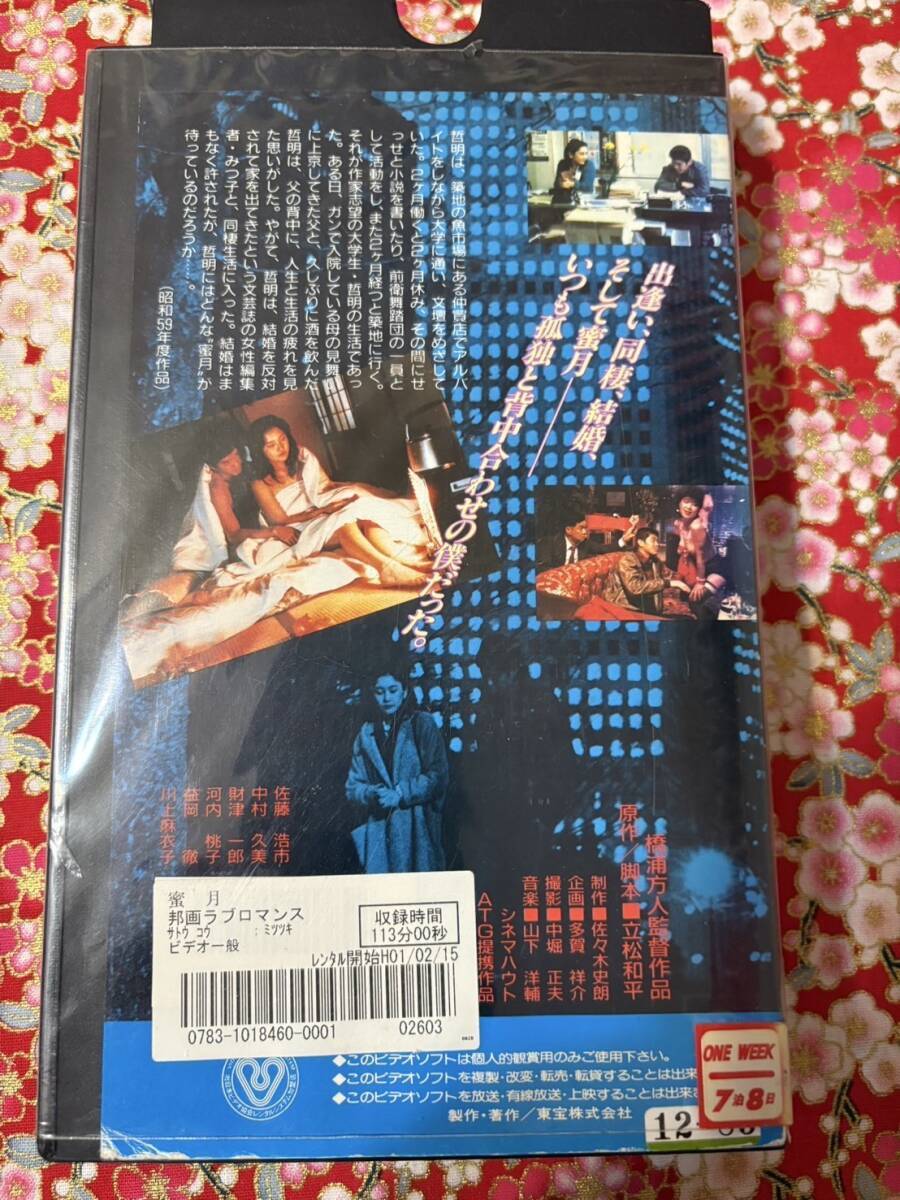 哲明は、築地の魚市場にある仲買店でアルバ
イトをしながら大学に通い、文壇をめざして
いた。2ヶ月働くと2ヶ月休み、その間にせ
っせと小説を書いたり、前衛舞踏団の一員と
して活動をし、また2ヶ月経つと築地に行く。
それが作家志望の大学生・哲明の生活であっ
た。ある日、ガンで入院している母の見舞い
に上京してきた父と、久しぶりに酒を飲んだ
哲明は、父の背中に、人生と生活の疲れを見
た思いがした。やがて、哲明は、結婚を反対
されて家を出てきたという文芸誌の女性編集
者・みつ子と、同棲生活に入った。結婚はま
もなく許されたが、哲明にはどんな“蜜月”が
待っているのだろうか……。
(昭和59年度作品)
出逢い、同棲、結婚、
そして蜜月——
いつも孤独と背中合わせの僕だった。
佐藤浩市
中村久美
財津一郎
河内桃子
益岡徹
川上麻衣子
橋浦方人監督作品
原作/脚本■立松和平
制作■佐々木史朗
企画■多賀祥介
撮影■中堀正夫
音楽■山下洋輔
シネマハウト
ATG提携作品
蜜 月
邦画ラブロマンス
サトウ コウ :ミツツキ
ビデオ一般
収録時間
113分00秒
レンタル開始H01/02/15
0783-1018460-0001
02603
◆このビデオソフトは個人的観賞用のみご使用下さい。
◆このビデオソフトを複製・改変・転売・転貸することは出来
◆このビデオソフトを放送・有線放送・上映することは出来
製作・著作/東宝株式会社
ONE WEEK
7泊8日